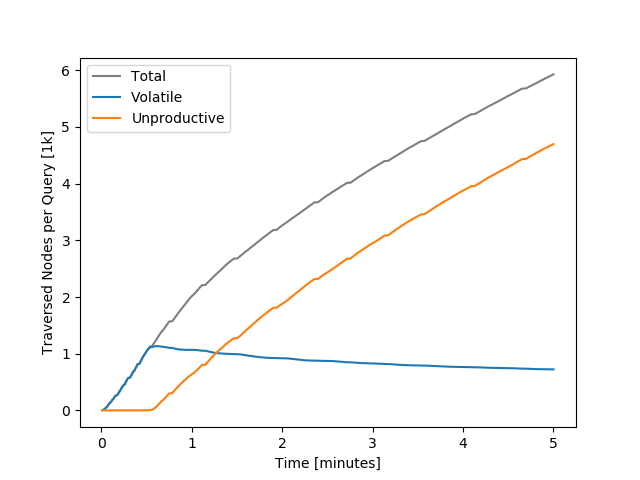 Total
Volatile
Unproductive
Traversed Nodes per Query [1k]
6
5
4
3
2
1
0
0 1 2 3 4 5
Time [minutes]